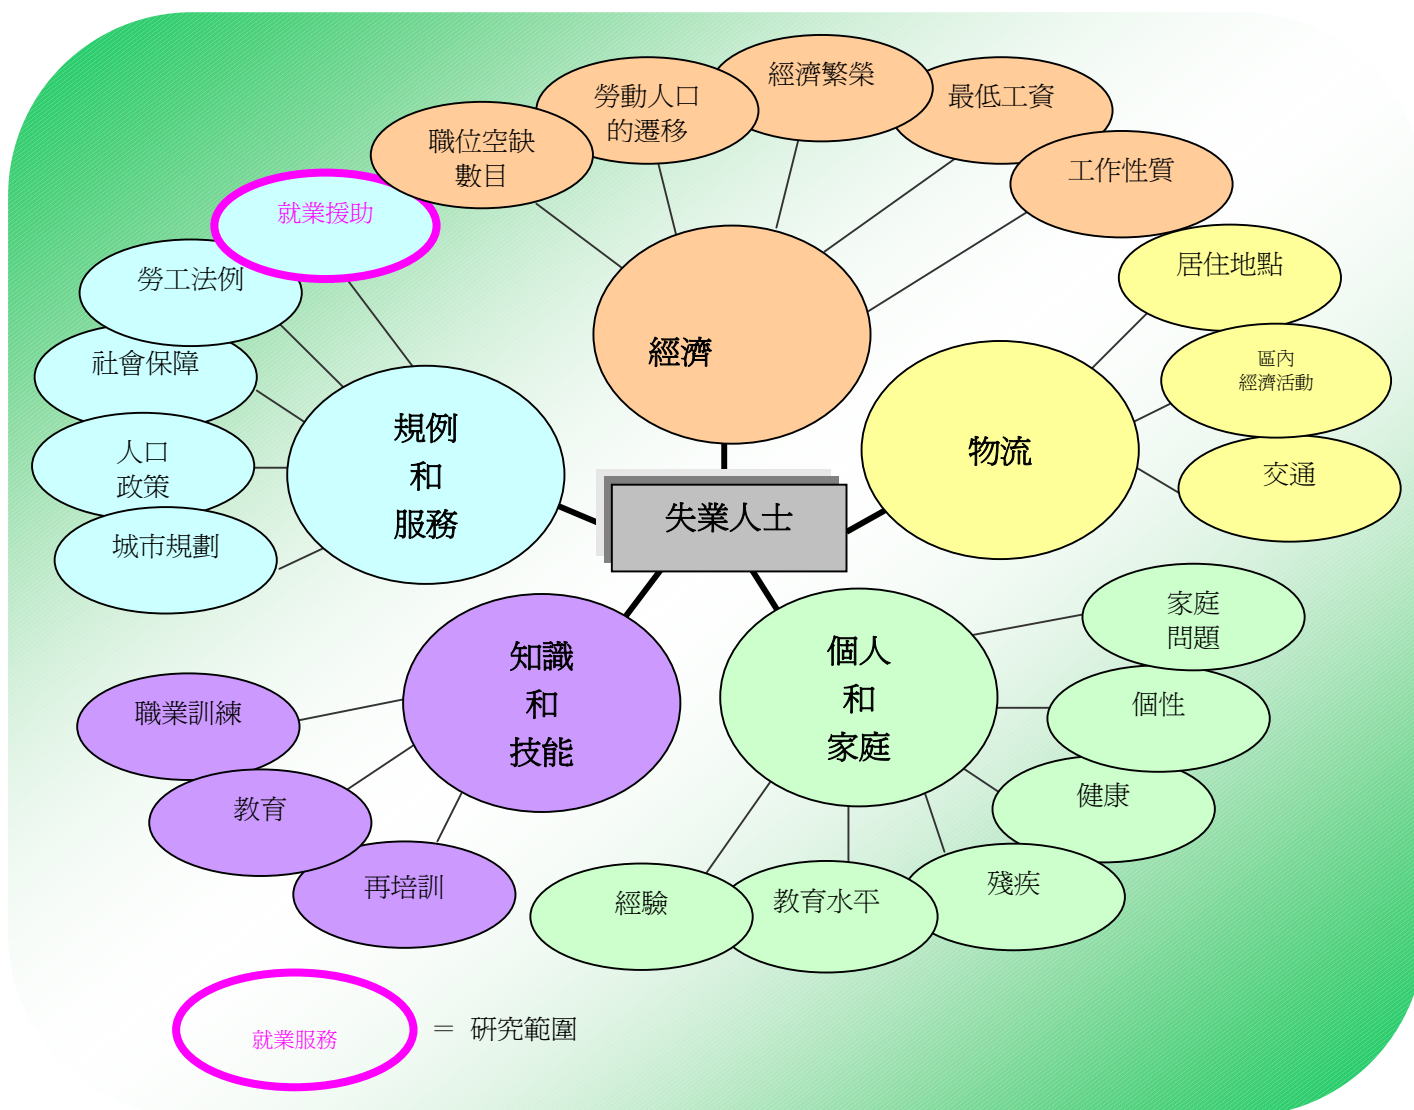 經濟繁榮
勞動人口
的遷移
最低工資
職位空缺
數目
工作性質
就業援助
居住地點
勞工法例
經濟
社會保障
區內
經濟活動
規例
和
服務
物流
人口
政策
交通
失業人士
城市規劃
家庭
問題
知識
和
技能
個人
和
家庭
個性
職業訓練
健康
教育
再培訓
殘疾
經驗
教育水平
就業服務
＝ 研究範圍